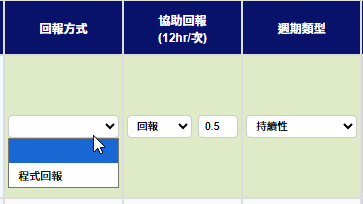 回報方式
協助回報
(12hr/次)
週期類型
回報
0.5
持續性
程式回報